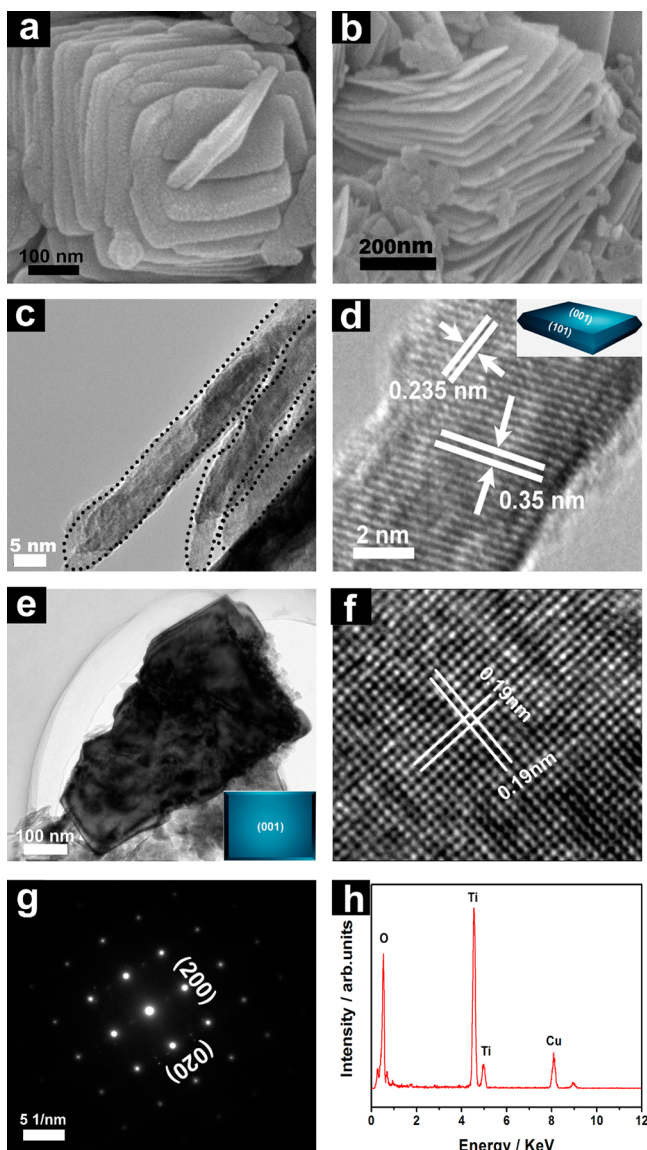 a
100 nm
b
200nm
c
5 nm
d
(001)
(101)
0.235 nm
0.35 nm
2 nm
e
100 nm
(001)
f
0.19nm
0.19nm
g
(200)
(020)
5 1/nm
h
Intensity / arb.units
O
Ti
Ti
Cu
0 2 4 6 8 10 12
Energy / KeV